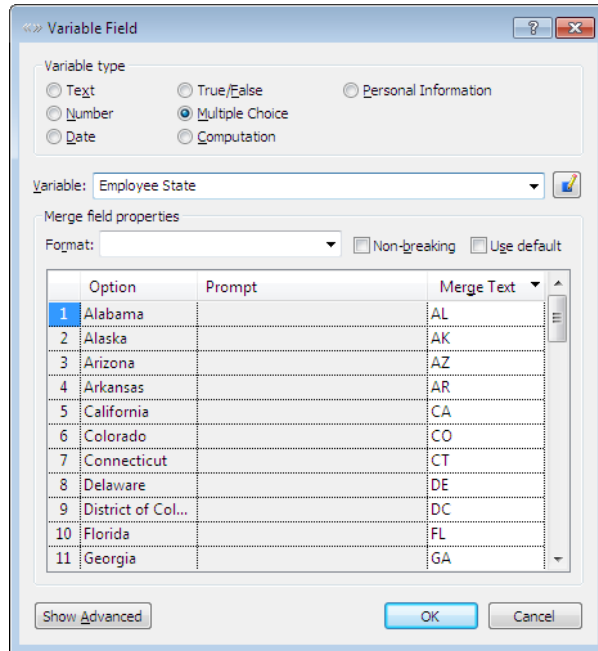 Variable Field
Variable type
Text True/False Personal Information
Number Multiple Choice
Date Computation
Variable: Employee State
Merge field properties
Format: Non-breaking Use default
Option Prompt Merge Text
1 Alabama AL
2 Alaska AK
3 Arizona AZ
4 Arkansas AR
5 California CA
6 Colorado CO
7 Connecticut CT
8 Delaware DE
9 District of Col... DC
10 Florida FL
11 Georgia GA
Show Advanced OK Cancel